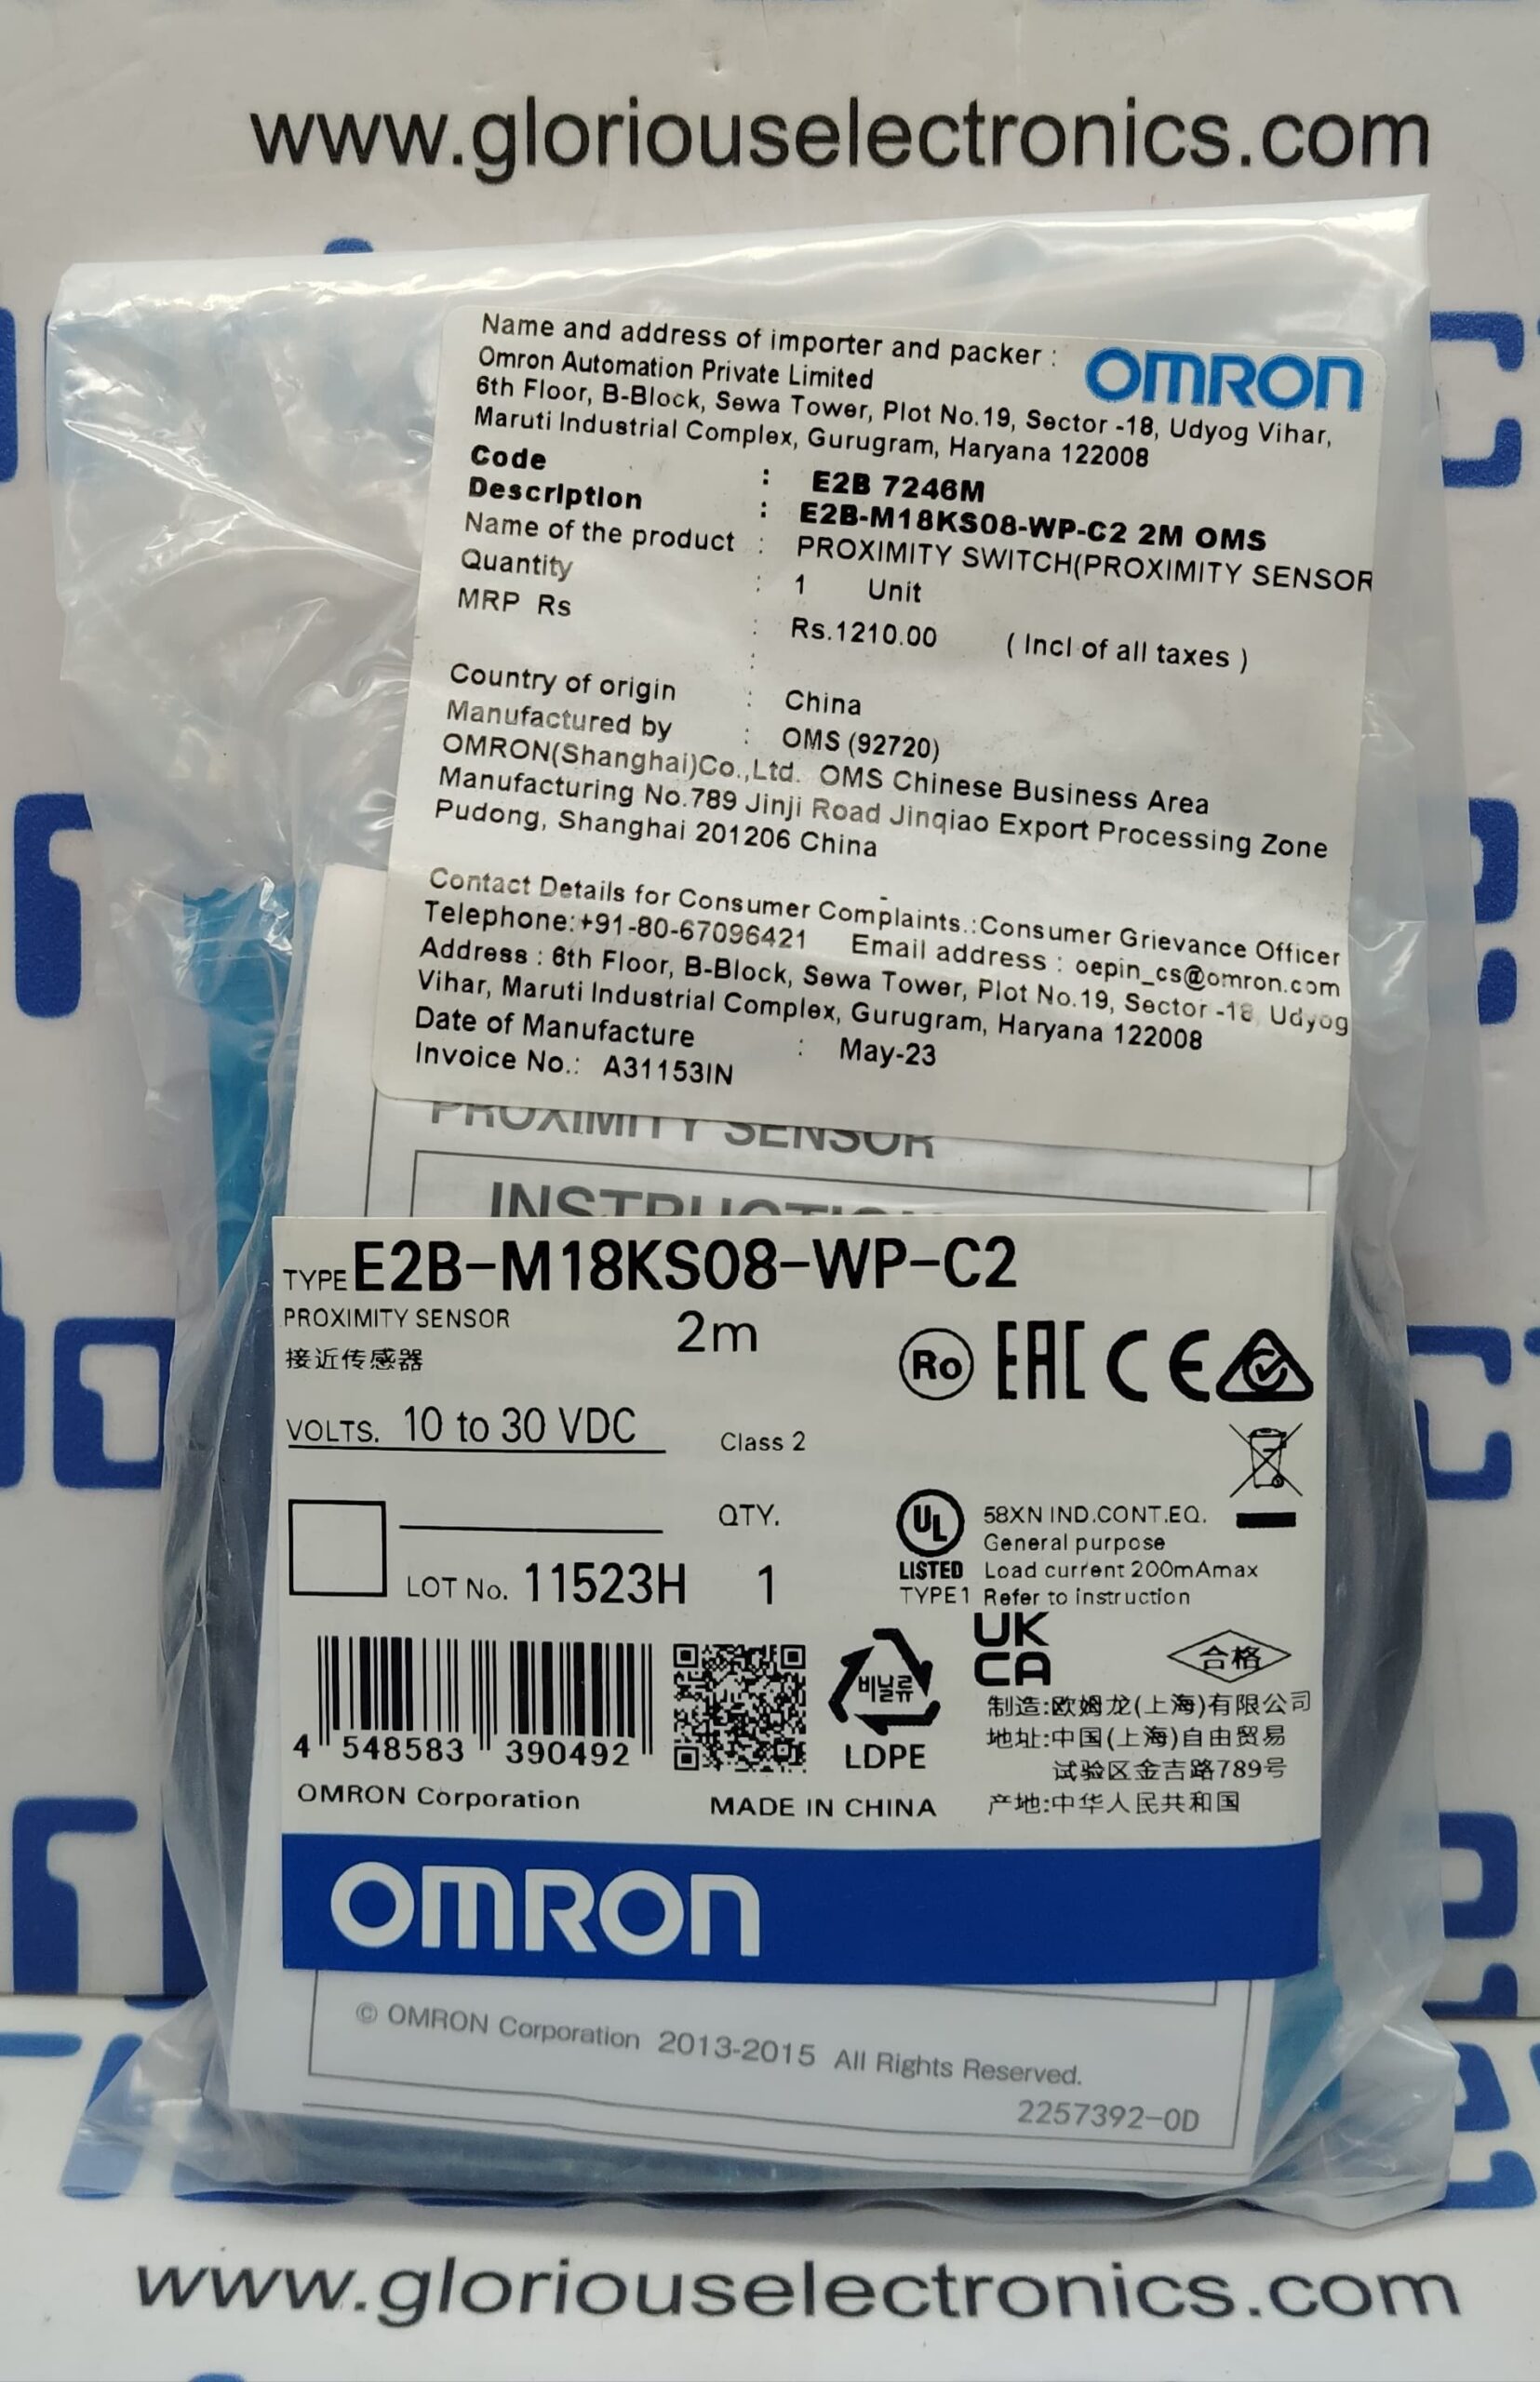 www.gloriouselectronics.com
Name and address of importer and packer :
OMRON
Omron Automation Private Limited
6th Floor, B-Block, Sewa Tower, Plot No.19, Sector -18, Udyog Vihar,
Maruti Industrial Complex, Gurugram, Haryana 122008
Code : E2B 7246M
Description : E2B-M18KS08-WP-C2 2M OMS
Name of the product : PROXIMITY SWITCH(PROXIMITY SENSOR
Quantity : 1 Unit
MRP Rs : Rs.1210.00 ( Incl of all taxes )
:
Country of origin : China
Manufactured by : OMS (92720)
OMRON(Shanghai)Co.,Ltd. OMS Chinese Business Area
Manufacturing No.789 Jinji Road Jinqiao Export Processing Zone
Pudong, Shanghai 201206 China
Contact Details for Consumer Complaints.:Consumer Grievance Officer
Telephone:+91-80-67096421 Email address : oepin_cs@omron.com
Address : 6th Floor, B-Block, Sewa Tower, Plot No.19, Sector -18, Udyog
Vihar, Maruti Industrial Complex, Gurugram, Haryana 122008
Date of Manufacture : May-23
Invoice No.: A31153IN
PROXIMITY SENSOR
TYPE E2B-M18KS08-WP-C2
PROXIMITY SENSOR 2m
接近传感器
Ro EAC CE
VOLTS. 10 to 30 VDC Class 2
QTY.
LOT No. 11523H 1
UL LISTED TYPE1
58XN IND.CONT.EQ.
General purpose
Load current 200mAmax
Refer to instruction
UK
CA
合格
비닐류
LDPE
制造:欧姆龙(上海)有限公司
地址:中国(上海)自由贸易
试验区金吉路789号
产地:中华人民共和国
4 548583 390492
OMRON Corporation MADE IN CHINA
OMRON
© OMRON Corporation 2013-2015 All Rights Reserved.
2257392-0D
www.gloriouselectronics.com